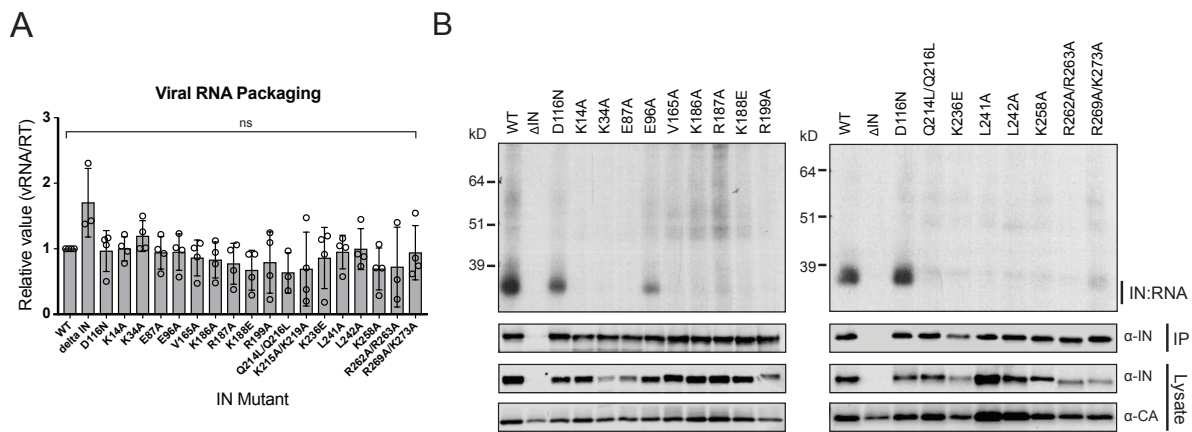 A
Viral RNA Packaging
ns
Relative value (vRNA/RT)
3
2
1
0
WT
delta IN
D116N
K14A
K34A
E87A
E96A
V165A
K186A
R187A
K188E
R199A
Q214L/Q216L
K215A/K219A
K236E
L241A
L242A
K258A
R262A/R263A
R269A/K273A
IN Mutant
B
kD
WT
ΔIN
D116N
K14A
K34A
E87A
E96A
V165A
K186A
R187A
K188E
R199A
64
51
39
kD
WT
ΔIN
D116N
Q214L/Q216L
K236E
L241A
L242A
K258A
R262A/R263A
R269A/K273A
64
51
39
IN:RNA
α-IN
IP
α-IN
α-CA
Lysate